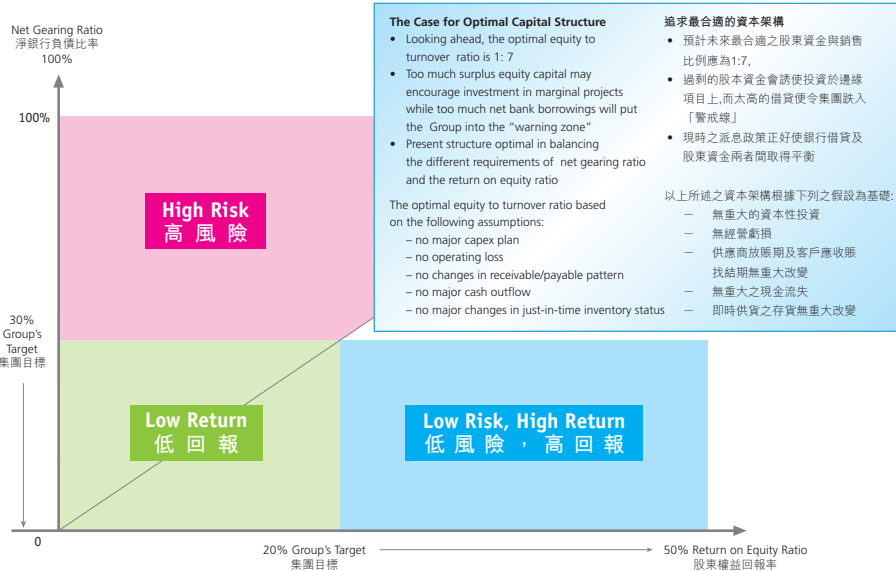 Net Gearing Ratio
淨銀行負債比率
100%
100%
High Risk
高風險
30%
Group's
Target
集團目標
Low Return
低回報
Low Risk, High Return
低風險，高回報
0
20% Group's Target
集團目標
50% Return on Equity Ratio
股東權益回報率
The Case for Optimal Capital Structure
• Looking ahead, the optimal equity to
turnover ratio is 1: 7
• Too much surplus equity capital may
encourage investment in marginal projects
while too much net bank borrowings will put
the Group into the "warning zone"
• Present structure optimal in balancing
the different requirements of net gearing ratio
and the return on equity ratio
The optimal equity to turnover ratio based
on the following assumptions:
– no major capex plan
– no operating loss
– no changes in receivable/payable pattern
– no major cash outflow
– no major changes in just-in-time inventory status
追求最合適的資本架構
• 預計未來最合適之股東資金與銷售
比例應為1:7,
• 過剩的股本資金會誘使投資於邊緣
項目上,而太高的借貸便令集團跌入
「警戒線」
• 現時之派息政策正好使銀行借貸及
股東資金兩者間取得平衡
以上所述之資本架構根據下列之假設為基礎:
－ 無重大的資本性投資
－ 無經營虧損
－ 供應商放賬期及客戶應收賬
找結期無重大改變
－ 無重大之現金流失
－ 即時供貨之存貨無重大改變